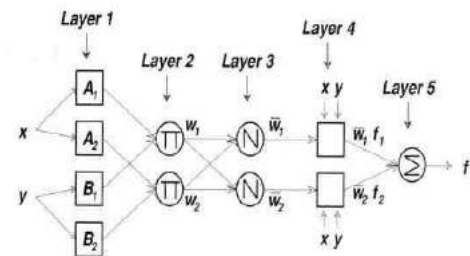 Layer 1
Layer 4
Layer 2
Layer 3
x y
Layer 5
A₁
A₂
B₁
B₂
x
y
Π
Π
w₁
w₂
N
N
w̅₁
w̅₂
w̅₁ f₁
w̅₂ f₂
Σ
f
x y